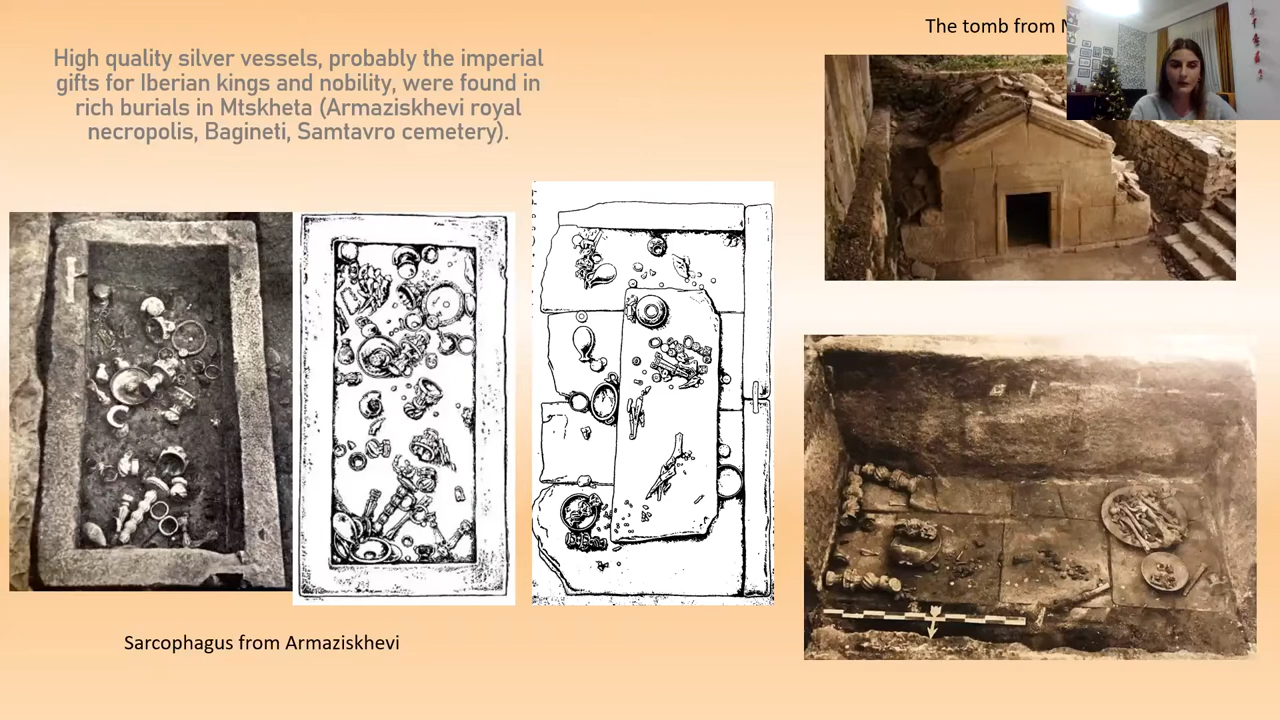 The tomb from
High quality silver vessels, probably the imperial
gifts for Iberian kings and nobility, were found in
rich burials in Mtskheta (Armaziskhevi royal
necropolis, Bagineti, Samtavro cemetery).
Sarcophagus from Armaziskhevi